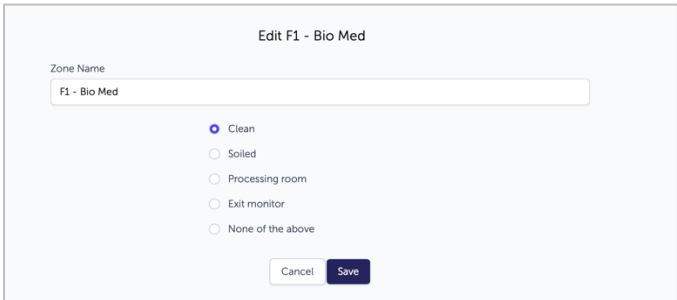 Edit F1 - Bio Med
Zone Name
F1 - Bio Med
Clean
Soiled
Processing room
Exit monitor
None of the above
Cancel Save